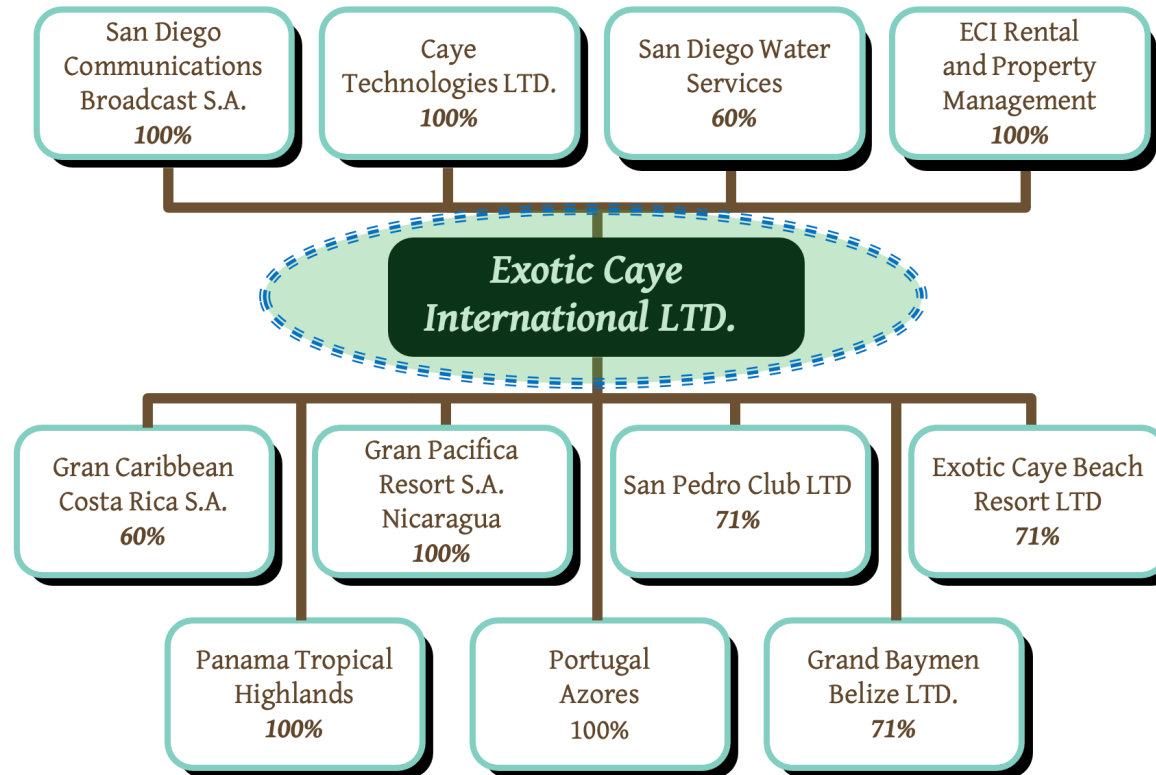 San Diego
Communications
Broadcast S.A.
100%
Caye
Technologies LTD.
100%
San Diego Water
Services
60%
ECI Rental
and Property
Management
100%
Exotic Caye
International LTD.
Gran Caribbean
Costa Rica S.A.
60%
Gran Pacifica
Resort S.A.
Nicaragua
100%
San Pedro Club LTD
71%
Exotic Caye Beach
Resort LTD
71%
Panama Tropical
Highlands
100%
Portugal
Azores
100%
Grand Baymen
Belize LTD.
71%